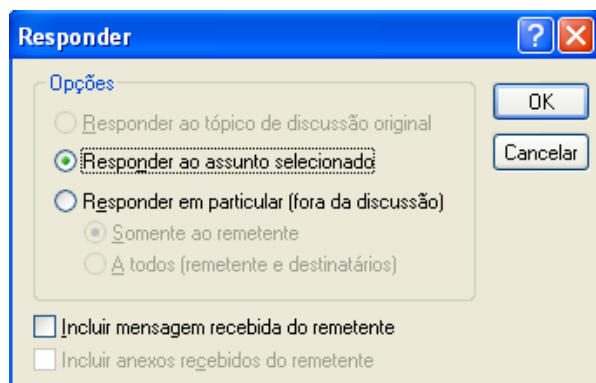 Responder
Opções
Responder ao tópico de discussão original
Responder ao assunto selecionado
Responder em particular (fora da discussão)
Somente ao remetente
A todos (remetente e destinatários)
Incluir mensagem recebida do remetente
Incluir anexos recebidos do remetente
OK
Cancelar